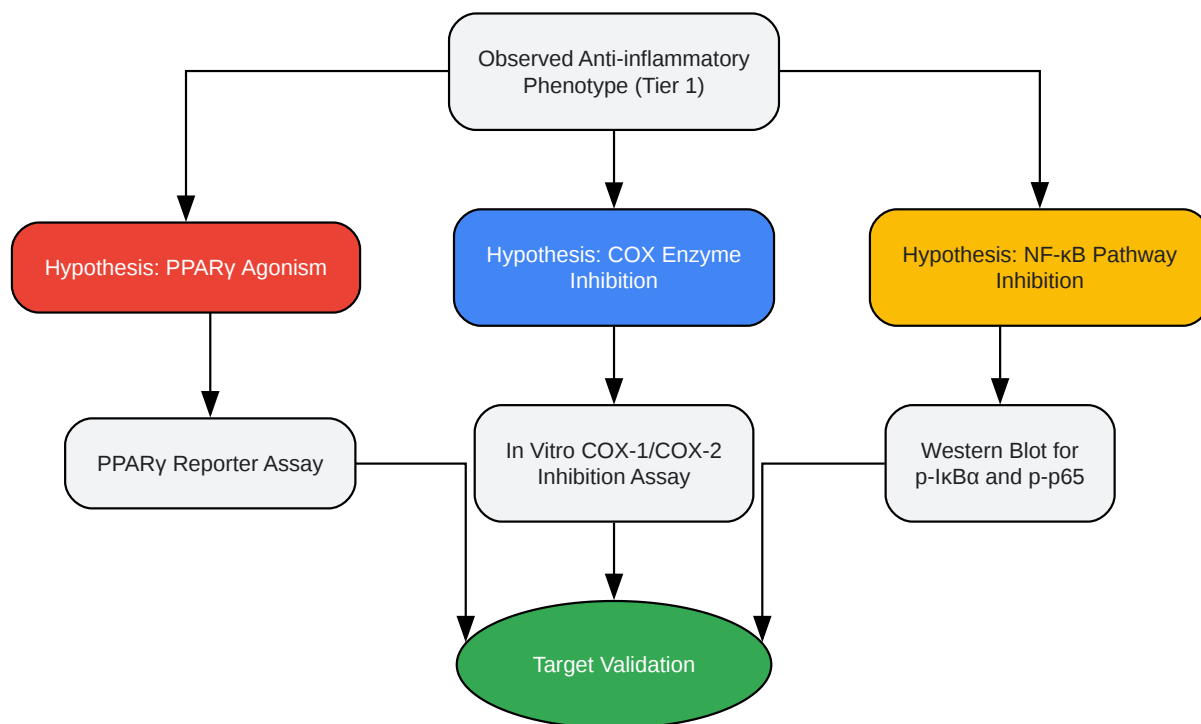 Observed Anti-inflammatory
Phenotype (Tier 1)
Hypothesis: PPARγ Agonism
Hypothesis: COX Enzyme
Inhibition
Hypothesis: NF-κB Pathway
Inhibition
PPARγ Reporter Assay
In Vitro COX-1/COX-2
Inhibition Assay
Western Blot for
p-IκBα and p-p65
Target Validation